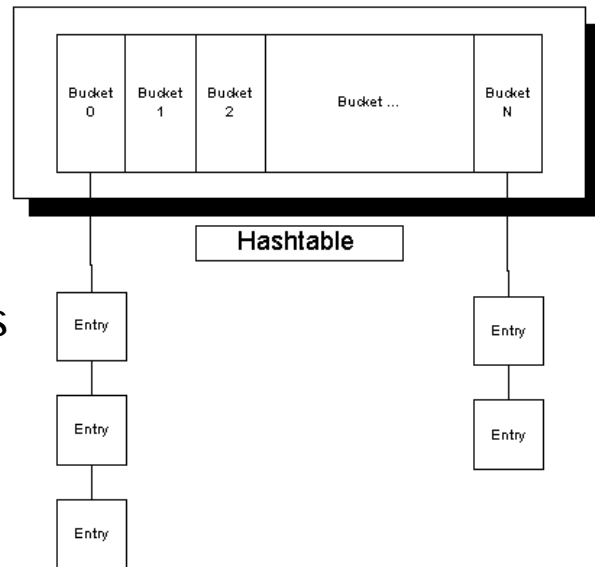 Bucket 0
Bucket 1
Bucket 2
Bucket ...
Bucket N
Hashtable
s
Entry
Entry
Entry
Entry
Entry